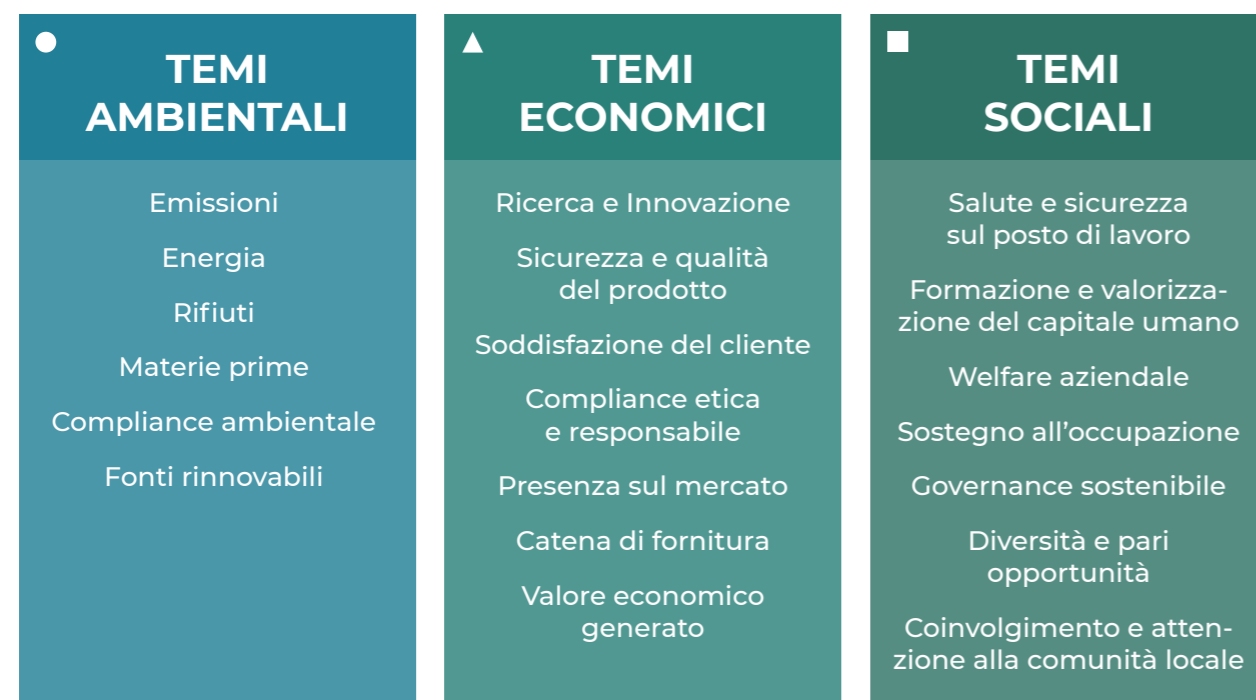 TEMI
AMBIENTALI
Emissioni
Energia
Rifiuti
Materie prime
Compliance ambientale
Fonti rinnovabili
TEMI
ECONOMICI
Ricerca e Innovazione
Sicurezza e qualità
del prodotto
Soddisfazione del cliente
Compliance etica
e responsabile
Presenza sul mercato
Catena di fornitura
Valore economico
generato
TEMI
SOCIALI
Salute e sicurezza
sul posto di lavoro
Formazione e valorizza-
zione del capitale umano
Welfare aziendale
Sostegno all’occupazione
Governance sostenibile
Diversità e pari
opportunità
Coinvolgimento e atten-
zione alla comunità locale